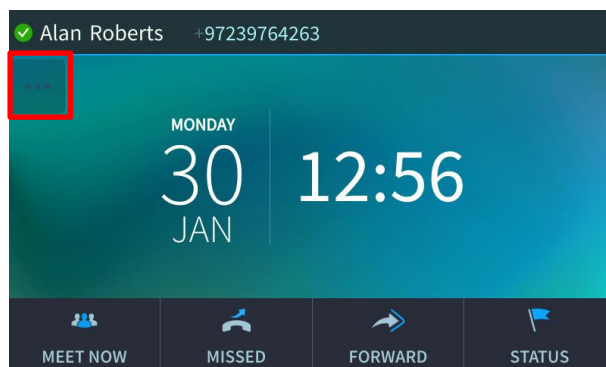 Alan Roberts +97239764263
MONDAY
30
JAN
12:56
MEET NOW MISSED FORWARD STATUS